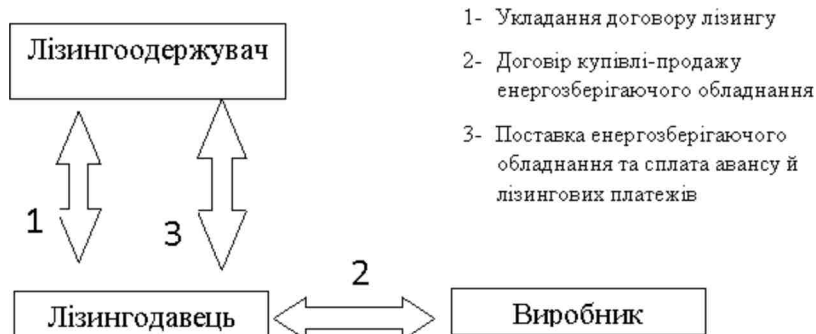 Лізингоодержувач
1- Укладання договору лізингу
2- Договір купівлі-продажу
енергозберігаючого обладнання
3- Поставка енергозберігаючого
обладнання та сплата авансу й
лізингових платежів
1
3
2
Лізингодавець
Виробник